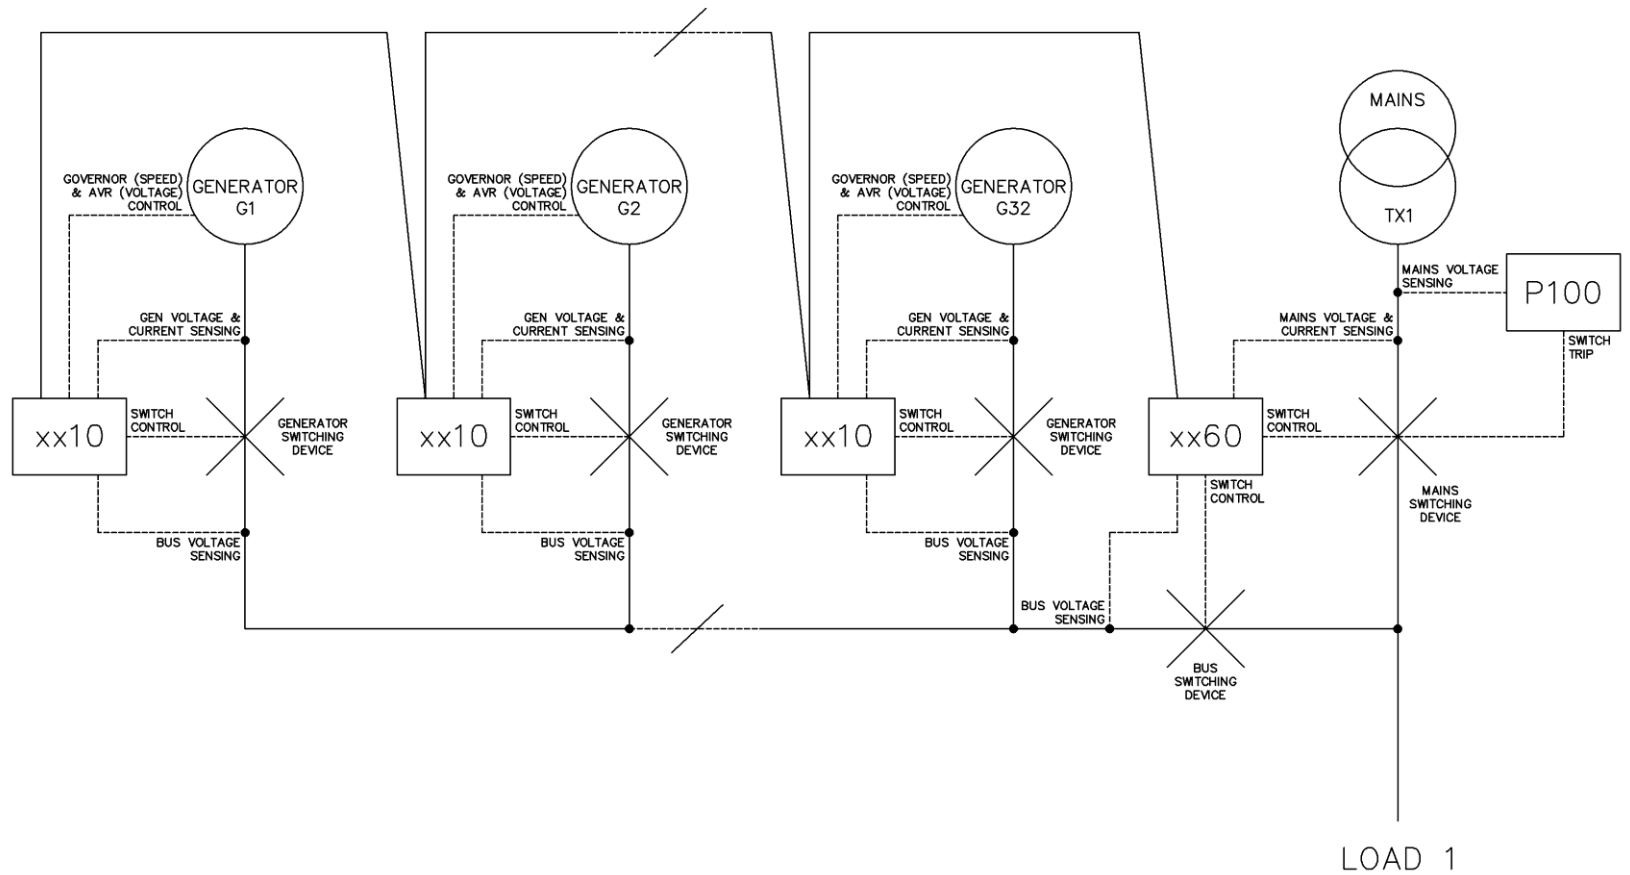 MAINS
GENERATOR
G1
GOVERNOR (SPEED)
& AVR (VOLTAGE)
CONTROL
GENERATOR
G2
GOVERNOR (SPEED)
& AVR (VOLTAGE)
CONTROL
GENERATOR
G32
GOVERNOR (SPEED)
& AVR (VOLTAGE)
CONTROL
TX1
MAINS VOLTAGE
SENSING
P100
SWITCH
TRIP
GEN VOLTAGE &
CURRENT SENSING
GEN VOLTAGE &
CURRENT SENSING
GEN VOLTAGE &
CURRENT SENSING
MAINS VOLTAGE &
CURRENT SENSING
xx10
SWITCH
CONTROL
GENERATOR
SWITCHING
DEVICE
xx10
SWITCH
CONTROL
GENERATOR
SWITCHING
DEVICE
xx10
SWITCH
CONTROL
GENERATOR
SWITCHING
DEVICE
xx60
SWITCH
CONTROL
SWITCH
CONTROL
MAINS
SWITCHING
DEVICE
BUS VOLTAGE
SENSING
BUS VOLTAGE
SENSING
BUS VOLTAGE
SENSING
BUS VOLTAGE
SENSING
BUS
SWITCHING
DEVICE
LOAD 1